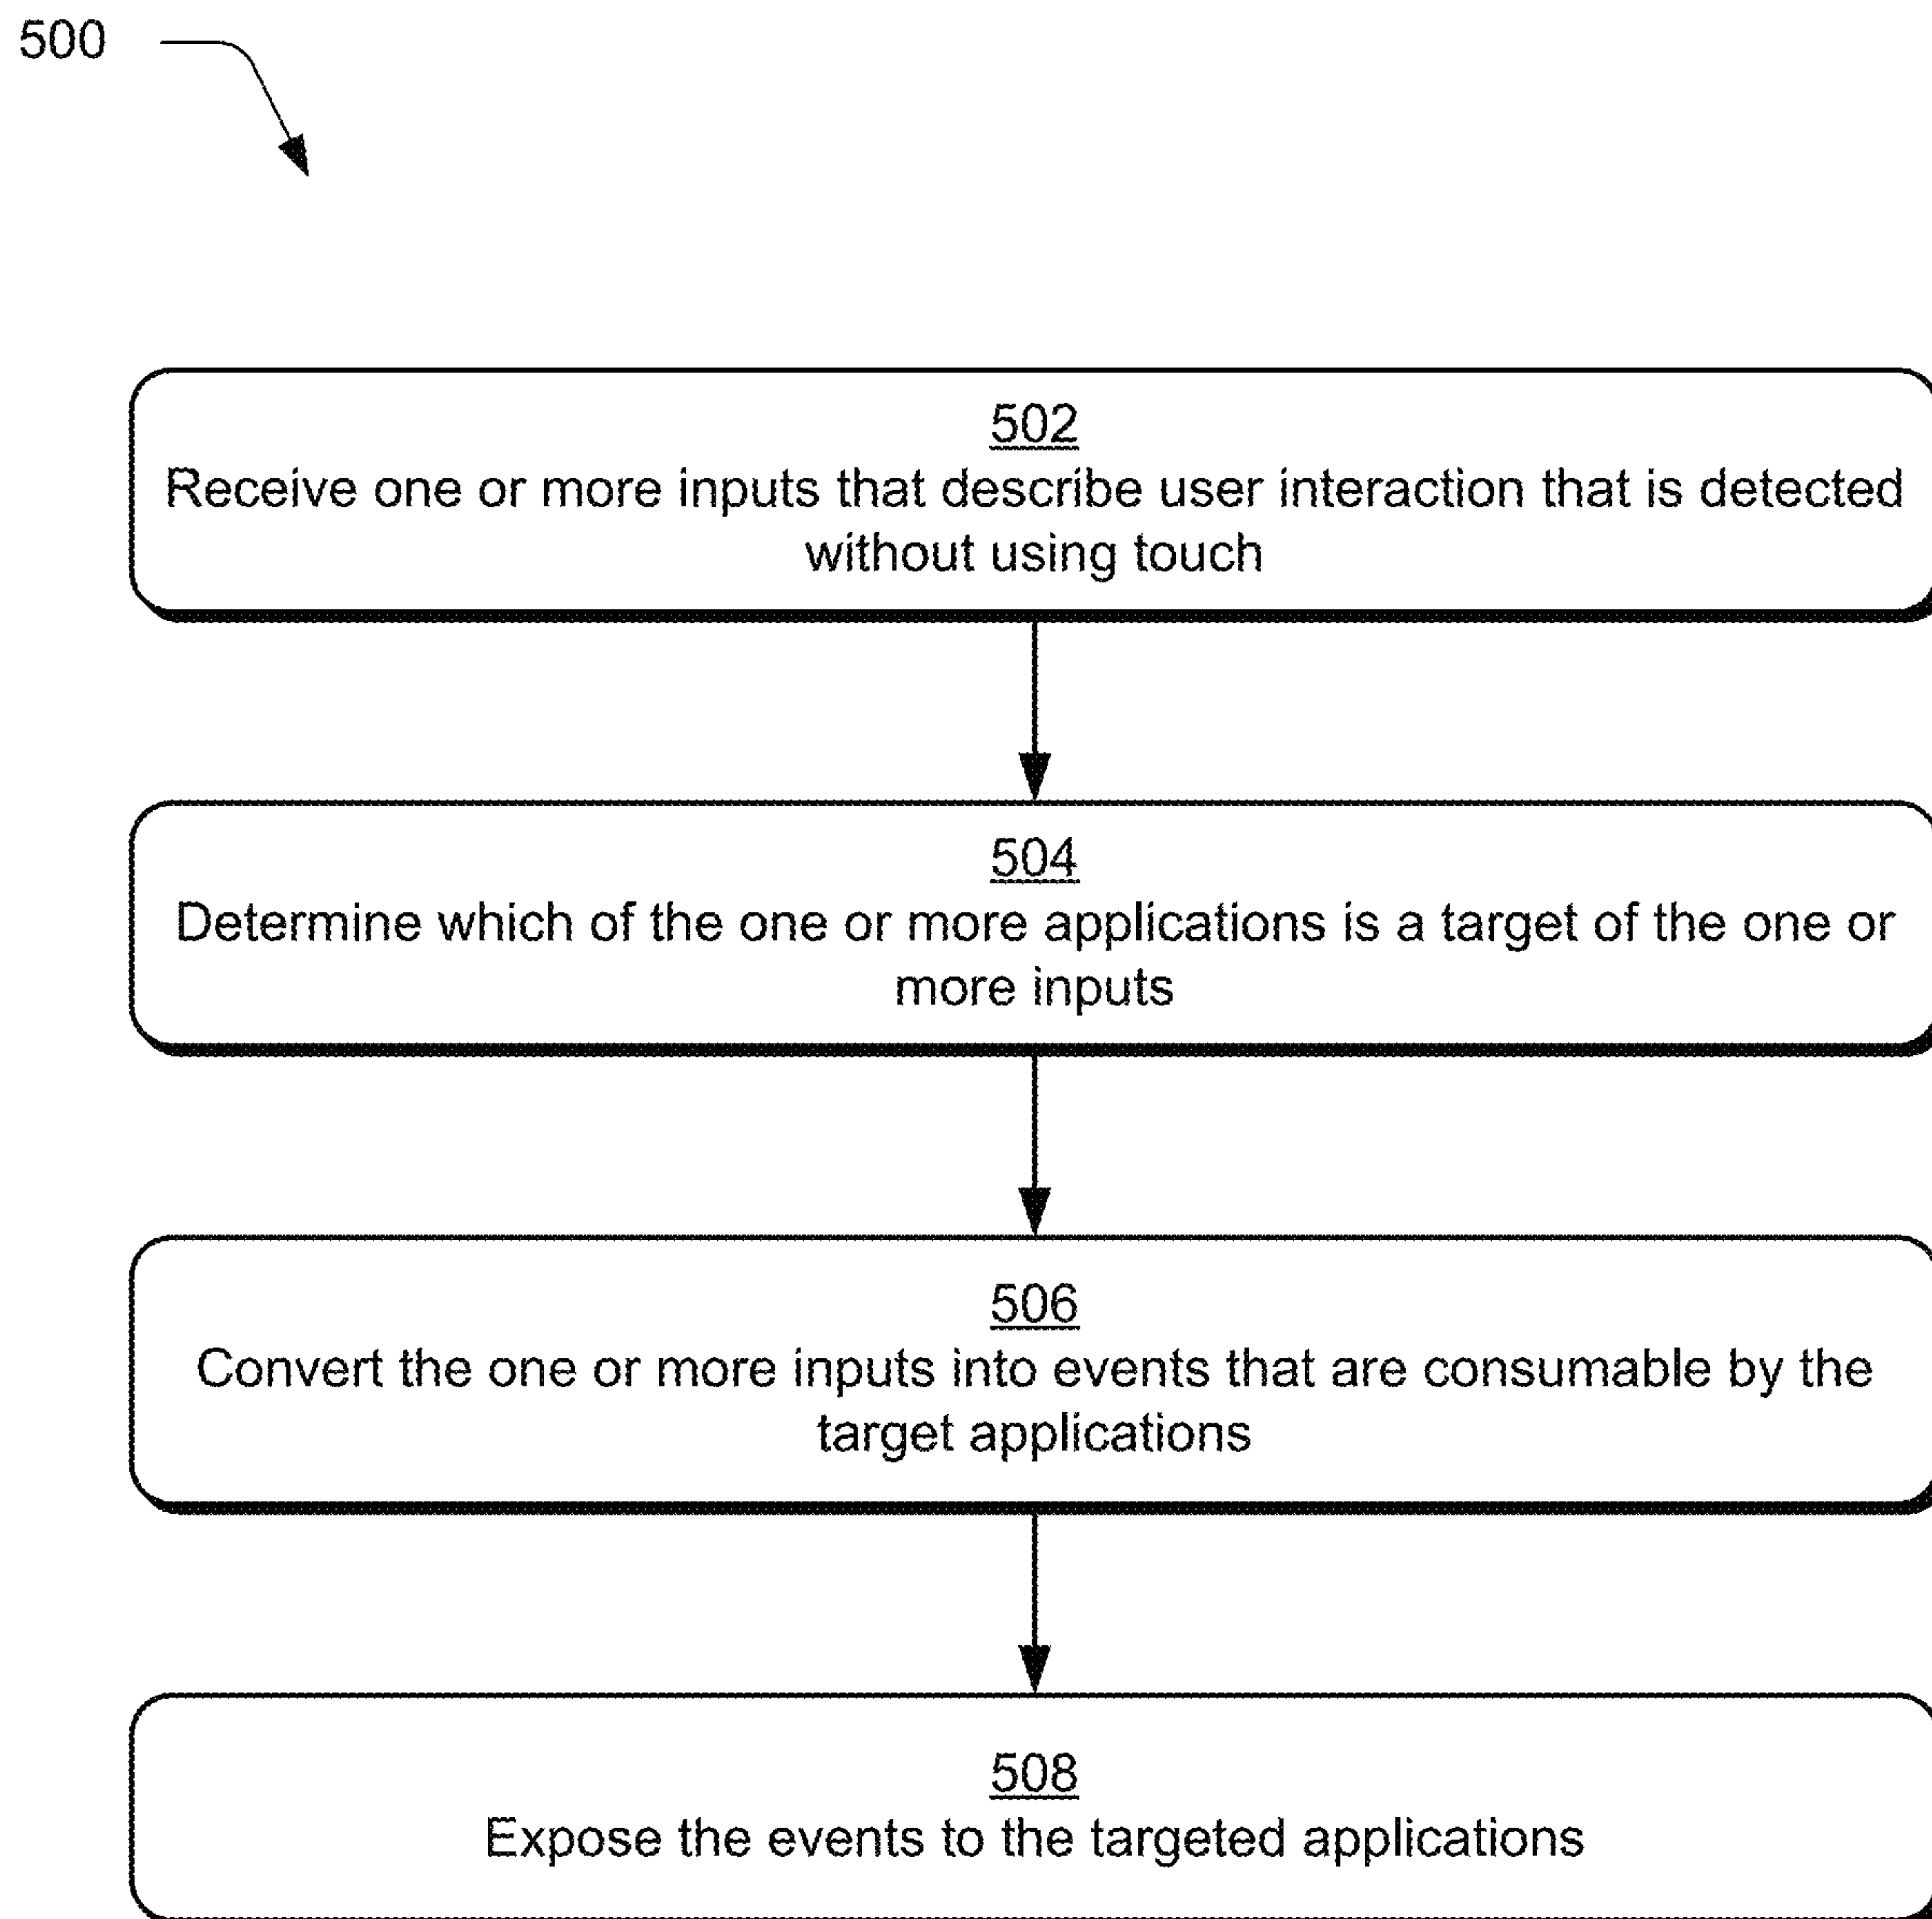 500
502
Receive one or more inputs that describe user interaction that is detected
without using touch
504
Determine which of the one or more applications is a target of the one or
more inputs
506
Convert the one or more inputs into events that are consumable by the
target applications
508
Expose the events to the targeted applications